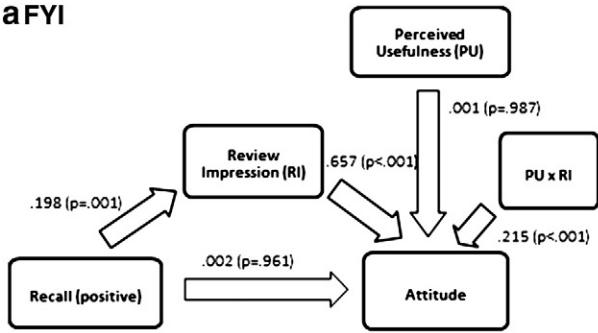 a FYI
Perceived
Usefulness (PU)
.001 (p=.987)
Review
Impression (RI)
.657 (p<.001)
PU x RI
.198 (p=.001)
.215 (p<.001)
.002 (p=.961)
Recall (positive)
Attitude